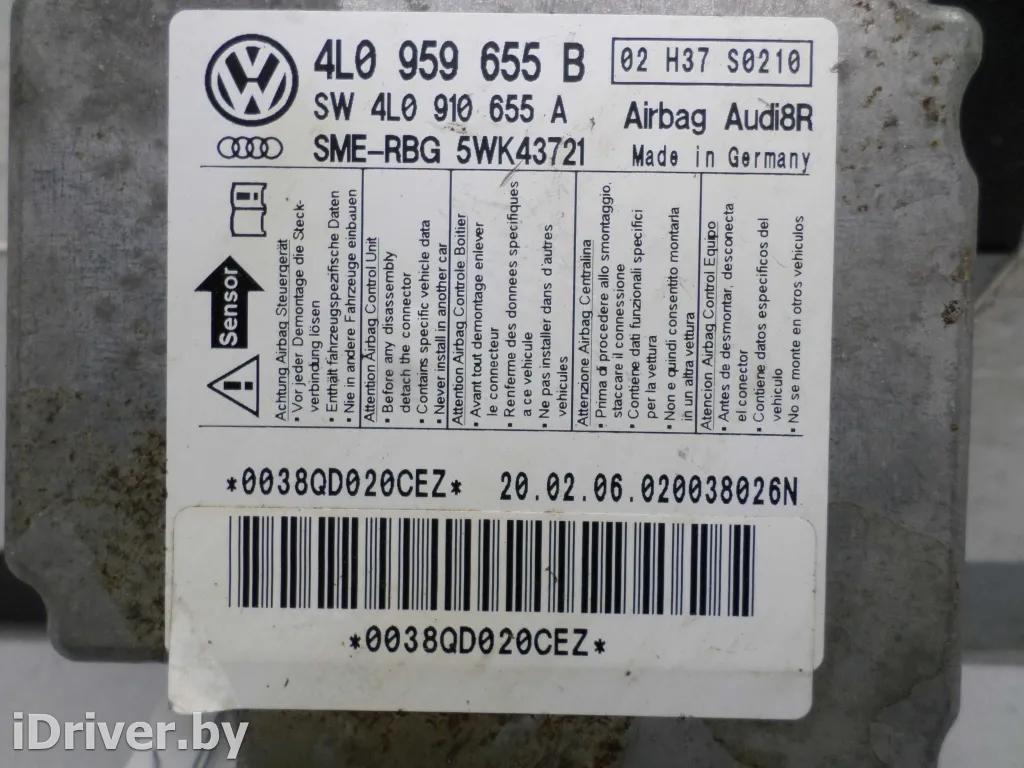 4L0 959 655 B
02 H37 S0210
SW 4L0 910 655 A
Airbag Audi8R
SME-RBG 5WK43721
Made in Germany
Sensor
Achtung Airbag Steuergerät
• Vor jeder Demontage die Steck-
verbindung lösen
• Enthält fahrzeugspezifische Daten
• Nie in andere Fahrzeuge einbauen
Attention Airbag Control Unit
• Before any disassembly
detach the connector
• Contains specific vehicle data
• Never install in another car
Attention Airbag Controle Boitier
• Avant tout demontage enlever
le connecteur
• Renferme des donnees specifiques
a ce vehicule
• Ne pas installer dans d'autres
vehicules
Attenzione Airbag Centralina
• Prima di procedere allo smontaggio,
staccare il connessione
• Contiene dati funzionali specifici
per la vettura
• Non e quindi consentito montarla
in un altra vettura
Atencion Airbag Control Equipo
• Antes de desmontar, desconecta
el conector
• Contiene datos especificos del
vehiculo
• No se monte en otros vehiculos
*0038QD020CEZ*
20.02.06.020038026N
*0038QD020CEZ*
iDriver.by